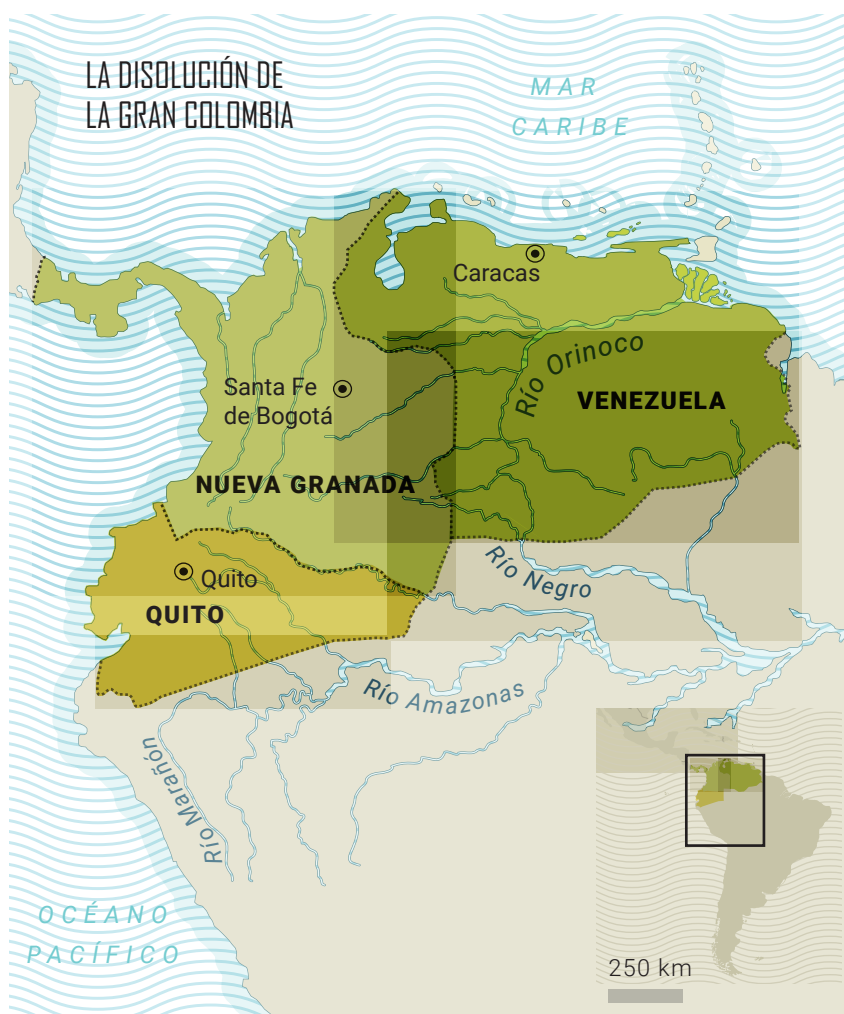 LA DISOLUCIÓN DE
LA GRAN COLOMBIA
MAR
CARIBE
Caracas
Río Orinoco
VENEZUELA
Santa Fe
de Bogotá
NUEVA GRANADA
Río Negro
Quito
QUITO
Río Amazonas
Río Marañón
OCÉANO
PACÍFICO
250 km